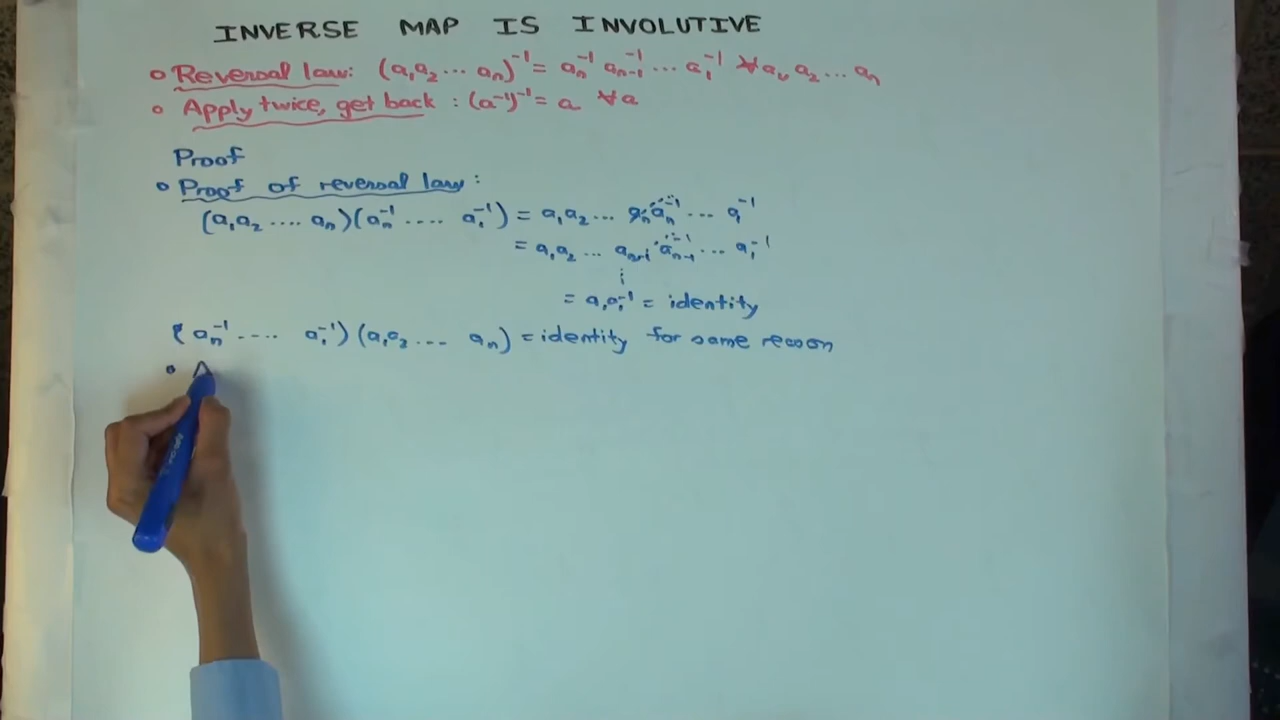 INVERSE MAP IS INVOLUTIVE
∘ Reversal law: (a₁a₂ ... aₙ)⁻¹ = aₙ⁻¹ aₙ₋₁⁻¹ ... a₁⁻¹ ∀ a₁, a₂ ... aₙ
∘ Apply twice, get back : (a⁻¹)⁻¹ = a ∀a
Proof
∘ Proof of reversal law:
(a₁a₂ .... aₙ)(aₙ⁻¹ .... a₁⁻¹) = a₁a₂ ... aₙaₙ⁻¹ ... a₁⁻¹
= a₁a₂ ... aₙ₋₁ aₙ₋₁⁻¹ ... a₁⁻¹
⋮
= a₁a₁⁻¹ = identity
(aₙ⁻¹ .... a₁⁻¹)(a₁a₂ ... aₙ) = identity for same reason
∘ A